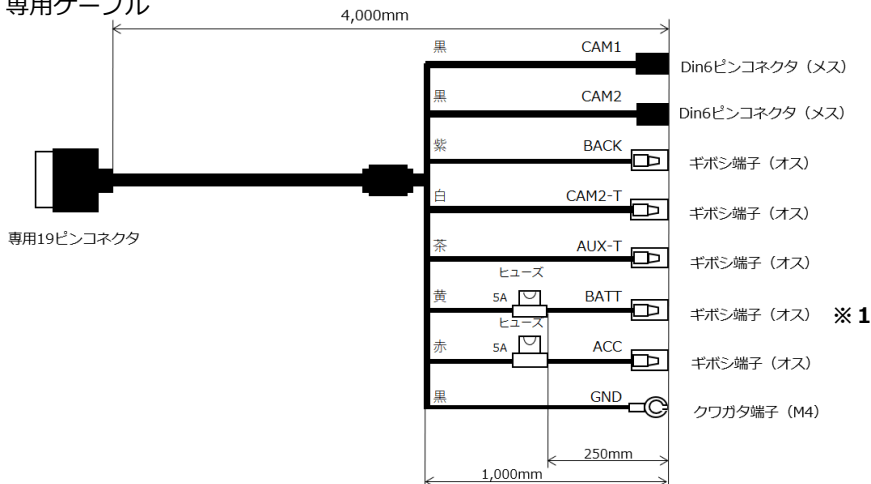 専用ケーブル
4,000mm
黒 CAM1 Din6ピンコネクタ（メス）
黒 CAM2 Din6ピンコネクタ（メス）
紫 BACK ギボシ端子（オス）
白 CAM2-T ギボシ端子（オス）
専用19ピンコネクタ
茶 AUX-T ギボシ端子（オス）
ヒューズ
黄 5A BATT ギボシ端子（オス） ※1
ヒューズ
赤 5A ACC ギボシ端子（オス）
黒 GND クワガタ端子（M4）
250mm
1,000mm